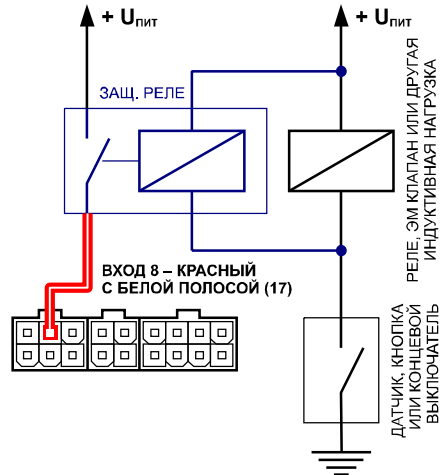 + Uпит
+ Uпит
ЗАЩ. РЕЛЕ
РЕЛЕ, ЭМ КЛАПАН ИЛИ ДРУГАЯ
ИНДУКТИВНАЯ НАГРУЗКА
ВХОД 8 – КРАСНЫЙ
С БЕЛОЙ ПОЛОСОЙ (17)
ДАТЧИК, КНОПКА
ИЛИ КОНЦЕВОЙ
ВЫКЛЮЧАТЕЛЬ